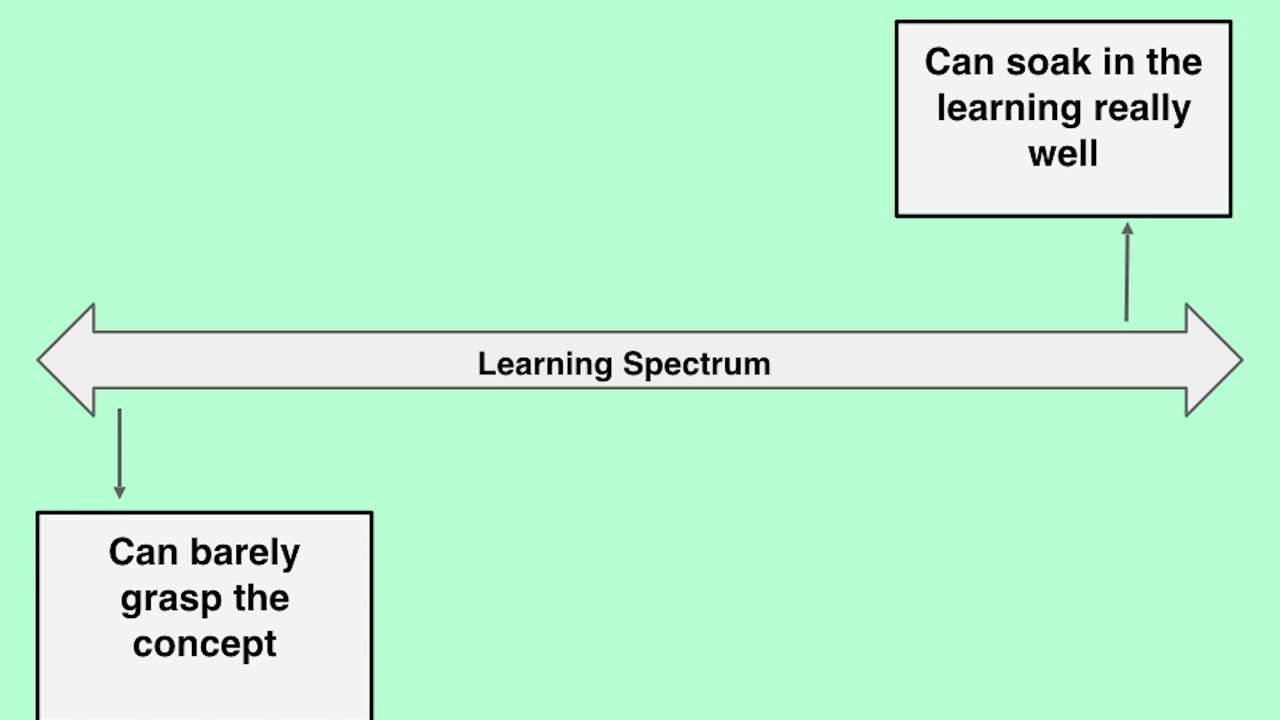 Can soak in the
learning really
well
Learning Spectrum
Can barely
grasp the
concept